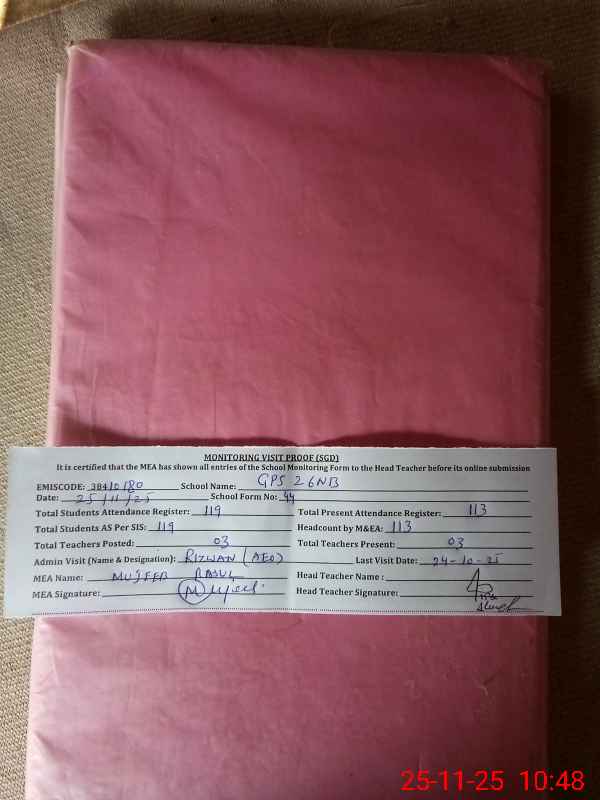 MONITORING VISIT PROOF (SGD)
It is certified that the MEA has shown all entries of the School Monitoring Form to the Head Teacher before its online submission
EMISCODE: 38410180 School Name: GPS 26NB
Date: 25/11/25 School Form No: 44
Total Students Attendance Register: 119 Total Present Attendance Register: 113
Total Students AS Per SIS: 119 Headcount by M&EA: 113
Total Teachers Posted: 03 Total Teachers Present: 03
Admin Visit (Name & Designation): RIZWAN (AEO) Last Visit Date: 24-10-25
MEA Name: MUJEEB RASUL Head Teacher Name :
MEA Signature: Mujeeb. Head Teacher Signature:
25-11-25 10:48